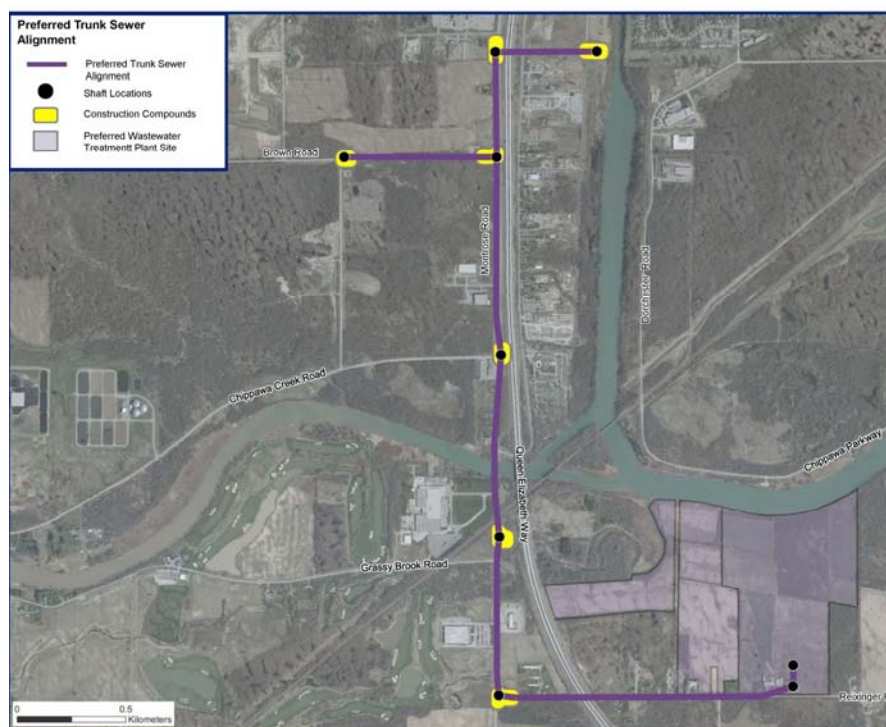 Preferred Trunk Sewer
Alignment
Preferred Trunk Sewer
Alignment
Shaft Locations
Construction Compounds
Preferred Wastewater
Treatmentt Plant Site
Brown Road
Montrose Road
Dorchester Road
Chippawa Creek Road
Queen Elizabeth Way
Chippawa Parkway
Grassy Brook Road
Reixinger
0 0.5
Kilometers